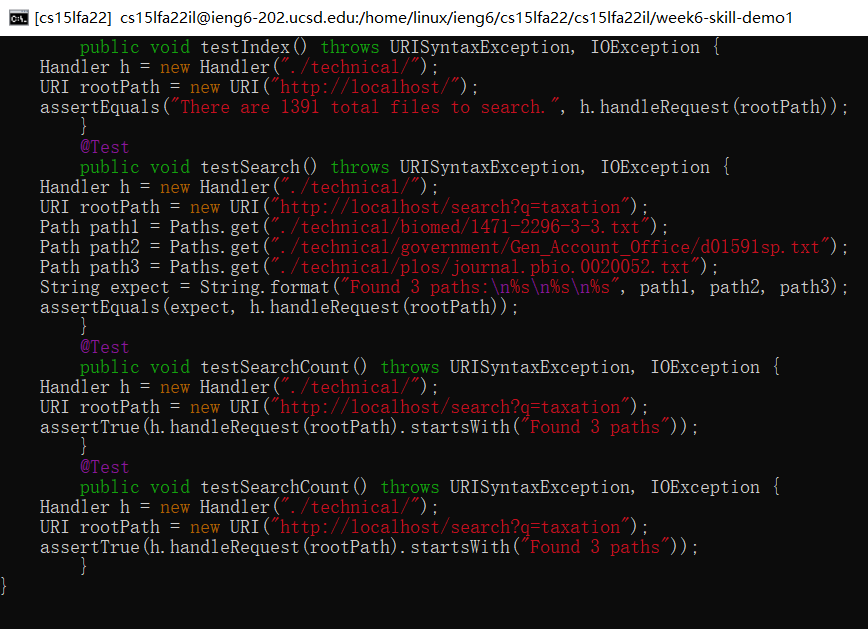 [cs15lfa22] cs15lfa22il@ieng6-202.ucsd.edu:/home/linux/ieng6/cs15lfa22/cs15lfa22il/week6-skill-demo1
public void testIndex() throws URISyntaxException, IOException {
Handler h = new Handler("./technical/");
URI rootPath = new URI("http://localhost/");
assertEquals("There are 1391 total files to search.", h.handleRequest(rootPath));
}
@Test
public void testSearch() throws URISyntaxException, IOException {
Handler h = new Handler("./technical/");
URI rootPath = new URI("http://localhost/search?q=taxation");
Path path1 = Paths.get("./technical/biomed/1471-2296-3-3.txt");
Path path2 = Paths.get("./technical/government/Gen_Account_Office/d01591sp.txt");
Path path3 = Paths.get("./technical/plos/journal.pbio.0020052.txt");
String expect = String.format("Found 3 paths:\n%s\n%s\n%s", path1, path2, path3);
assertEquals(expect, h.handleRequest(rootPath));
}
@Test
public void testSearchCount() throws URISyntaxException, IOException {
Handler h = new Handler("./technical/");
URI rootPath = new URI("http://localhost/search?q=taxation");
assertTrue(h.handleRequest(rootPath).startsWith("Found 3 paths"));
}
@Test
public void testSearchCount() throws URISyntaxException, IOException {
Handler h = new Handler("./technical/");
URI rootPath = new URI("http://localhost/search?q=taxation");
assertTrue(h.handleRequest(rootPath).startsWith("Found 3 paths"));
}
}